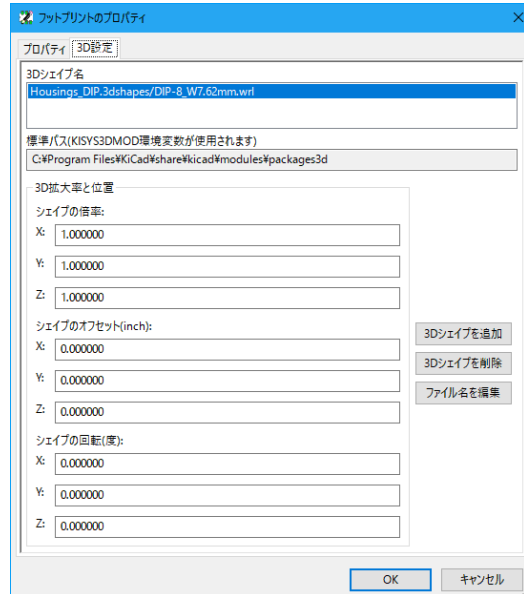 フットプリントのプロパティ
プロパティ 3D設定
3Dシェイプ名
Housings_DIP.3dshapes/DIP-8_W7.62mm.wrl
標準パス(KISYS3DMOD環境変数が使用されます)
C:¥Program Files¥KiCad¥share¥kicad¥modules¥packages3d
3D拡大率と位置
シェイプの倍率:
X: 1.000000
Y: 1.000000
Z: 1.000000
シェイプのオフセット(inch):
X: 0.000000
Y: 0.000000
Z: 0.000000
シェイプの回転(度):
X: 0.000000
Y: 0.000000
Z: 0.000000
3Dシェイプを追加
3Dシェイプを削除
ファイル名を編集
OK キャンセル